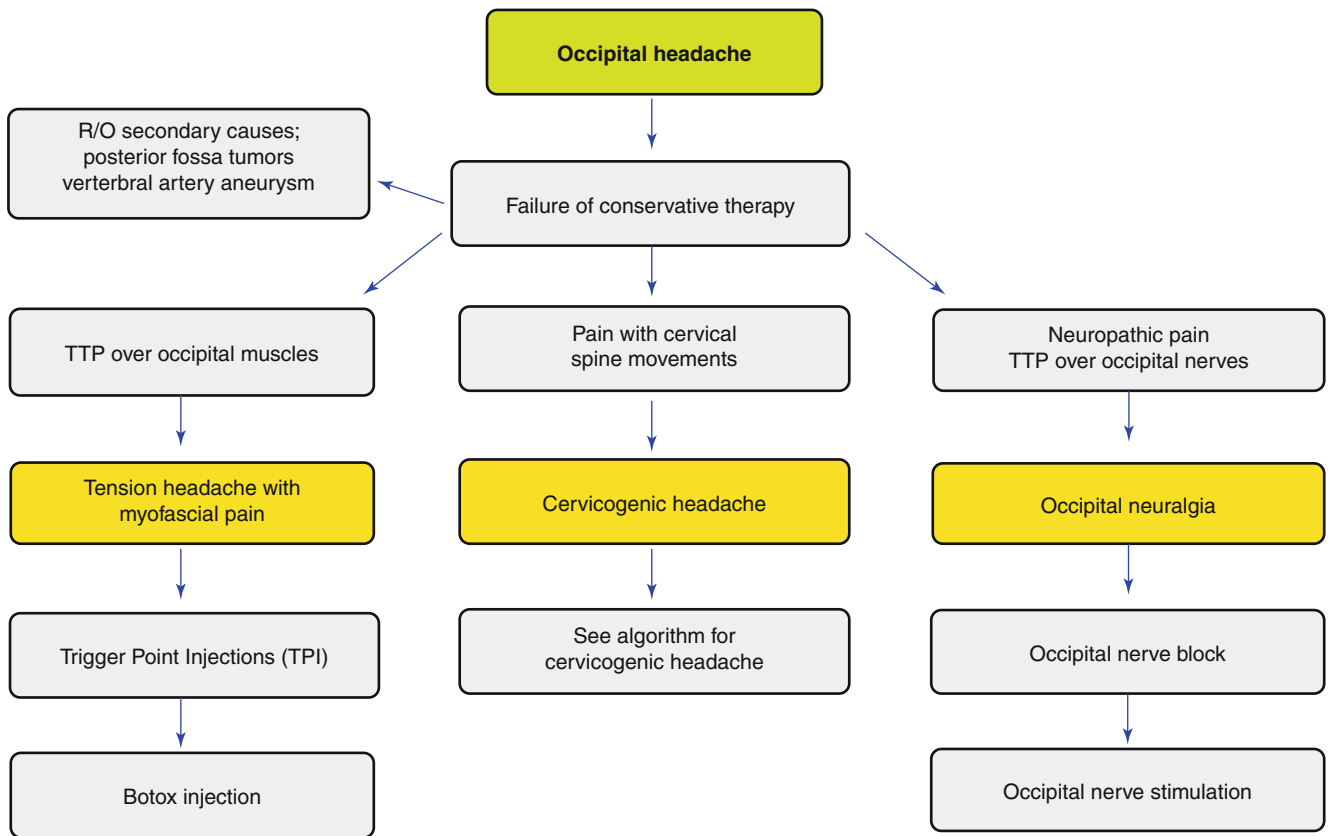 Occipital headache
R/O secondary causes;
posterior fossa tumors
verterbral artery aneurysm
Failure of conservative therapy
TTP over occipital muscles
Pain with cervical
spine movements
Neuropathic pain
TTP over occipital nerves
Tension headache with
myofascial pain
Cervicogenic headache
Occipital neuralgia
Trigger Point Injections (TPI)
See algorithm for
cervicogenic headache
Occipital nerve block
Botox injection
Occipital nerve stimulation